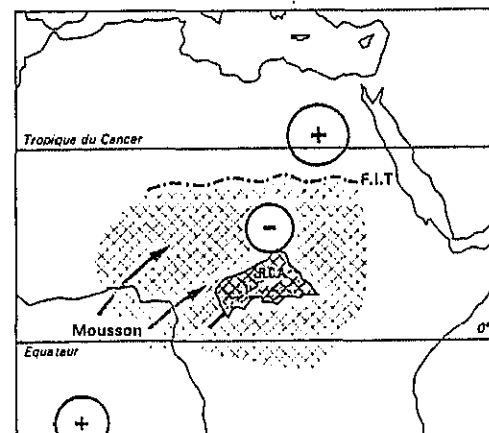 +
Tropique du Cancer
F.I.T
-
R.C.A.
Mousson
0°
Equateur
+